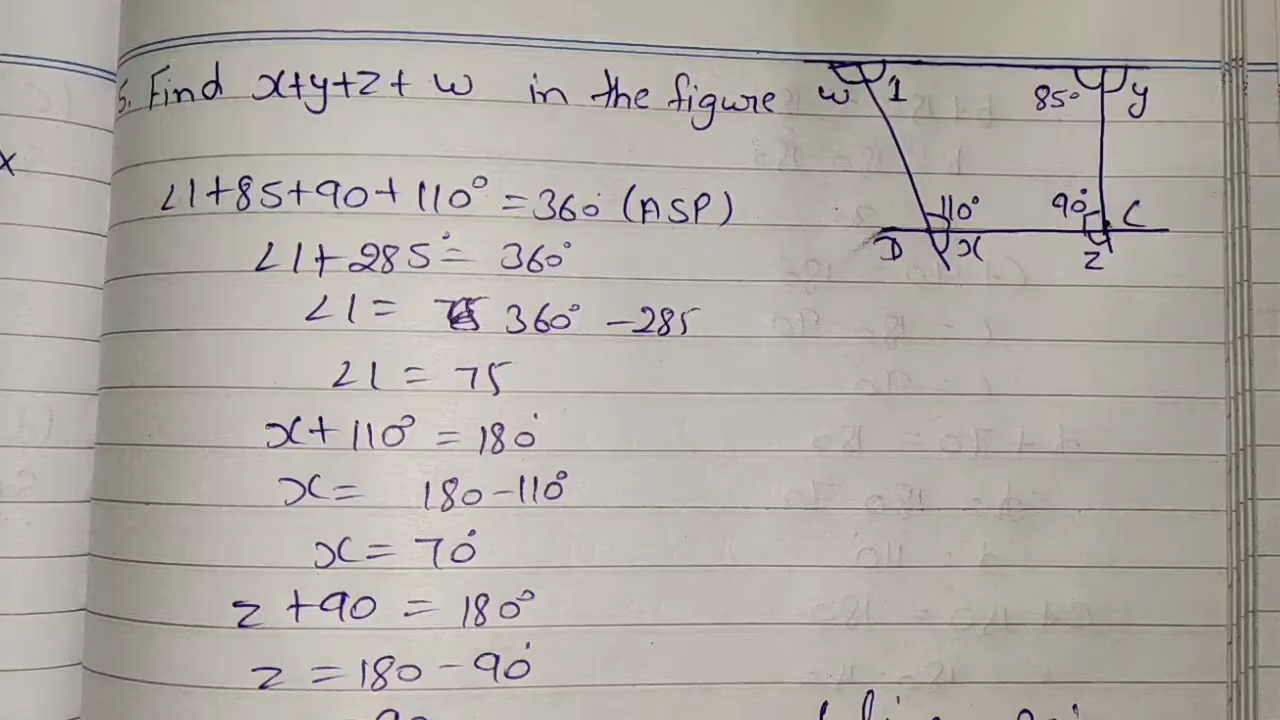 5. Find x+y+z+w in the figure
w 1 85° y
110° 90° C
D x z
∠1+85+90+110°=360° (ASP)
∠1+285°=360°
∠1= 360°-285
∠1=75
x+110°=180°
x= 180-110°
x=70°
z+90=180°
z=180-90°